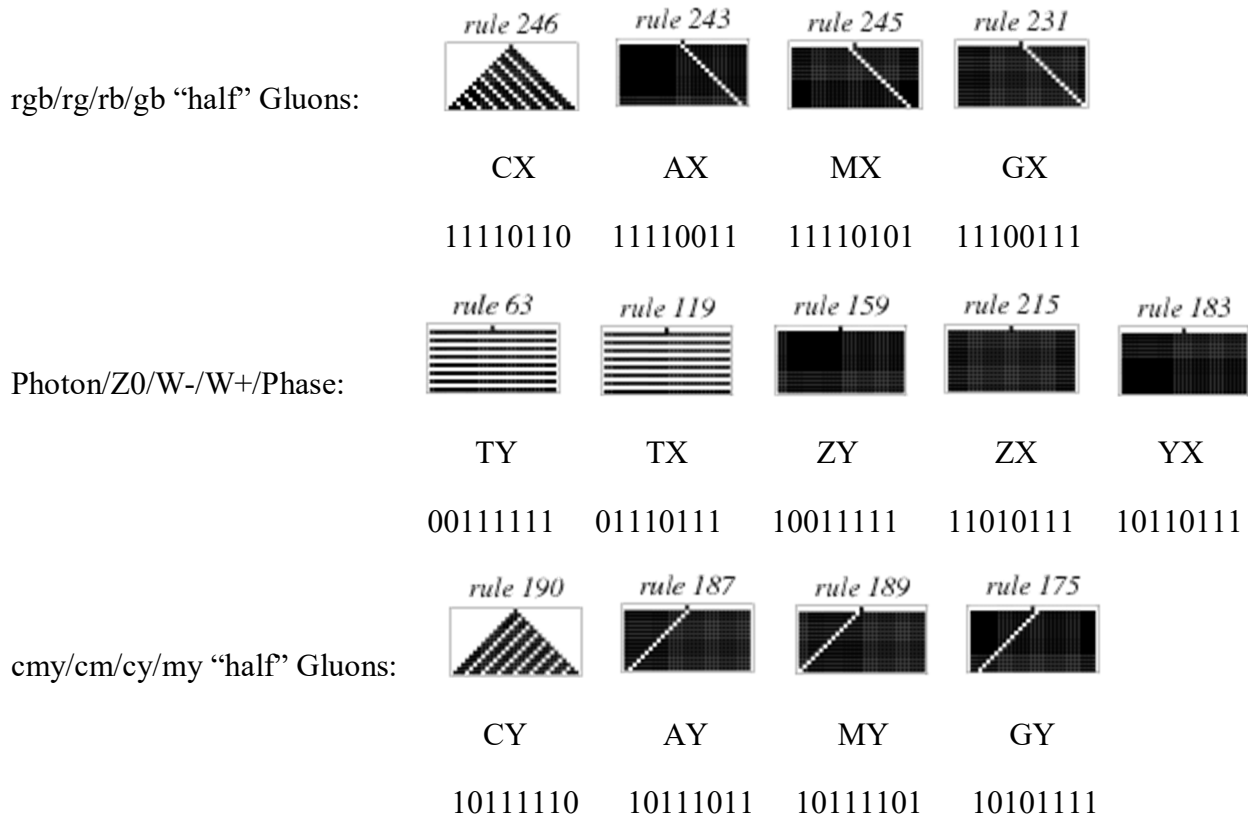 rule 246 rule 243 rule 245 rule 231
rgb/rg/rb/gb “half” Gluons:
CX AX MX GX
11110110 11110011 11110101 11100111
rule 63 rule 119 rule 159 rule 215 rule 183
Photon/Z0/W-/W+/Phase:
TY TX ZY ZX YX
00111111 01110111 10011111 11010111 10110111
rule 190 rule 187 rule 189 rule 175
cmy/cm/cy/my “half” Gluons:
CY AY MY GY
10111110 10111011 10111101 10101111